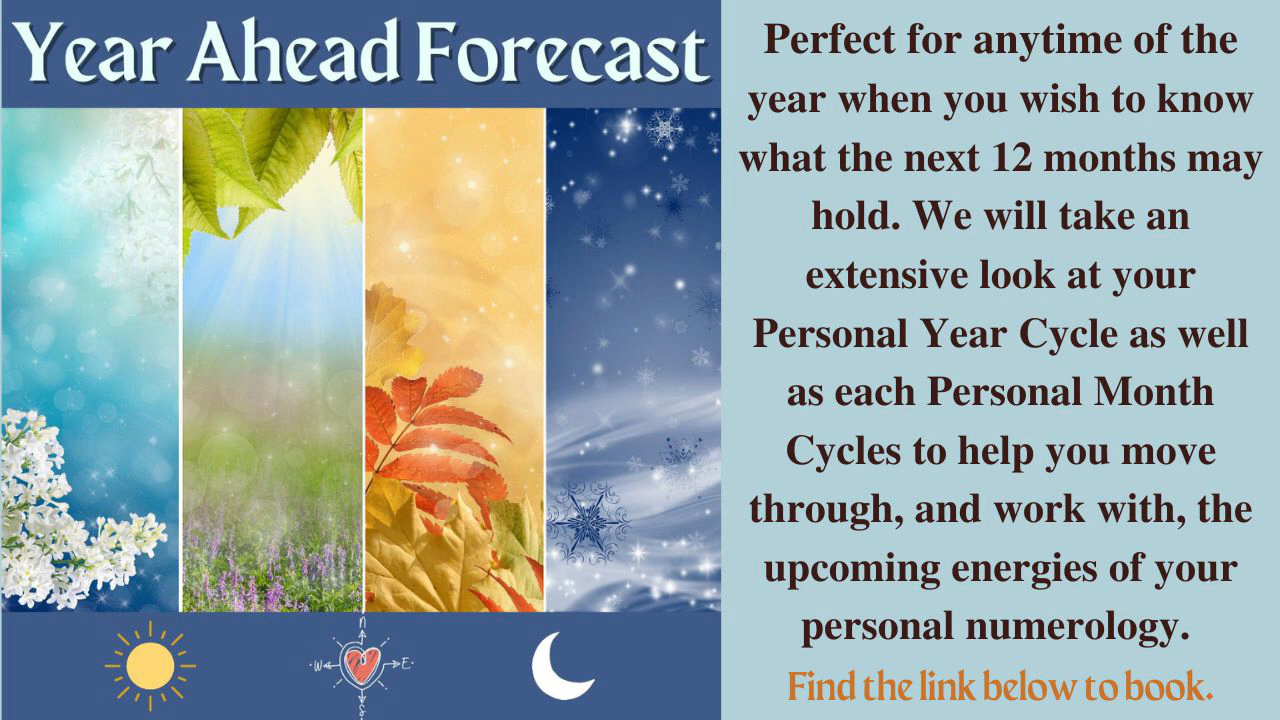 Year Ahead Forecast
Perfect for anytime of the
year when you wish to know
what the next 12 months may
hold. We will take an
extensive look at your
Personal Year Cycle as well
as each Personal Month
Cycles to help you move
through, and work with, the
upcoming energies of your
personal numerology.
Find the link below to book.
n
W E
S